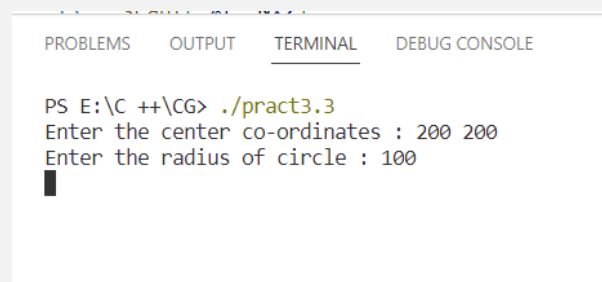 PROBLEMS OUTPUT TERMINAL DEBUG CONSOLE
PS E:\C ++\CG> ./pract3.3
Enter the center co-ordinates : 200 200
Enter the radius of circle : 100